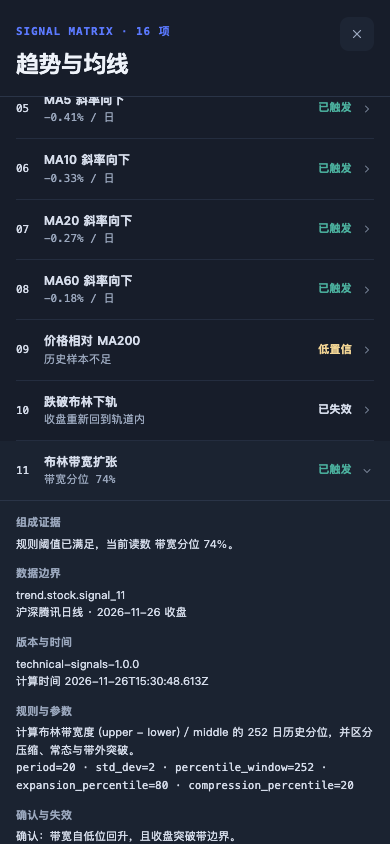 SIGNAL MATRIX · 16 项
趋势与均线
05 MA5 斜率向下 已触发
−0.41% / 日
06 MA10 斜率向下 已触发
−0.33% / 日
07 MA20 斜率向下 已触发
−0.27% / 日
08 MA60 斜率向下 已触发
−0.18% / 日
09 价格相对 MA200 低置信
历史样本不足
10 跌破布林下轨 已失效
收盘重新回到轨道内
11 布林带宽扩张 已触发
带宽分位 74%
组成证据
规则阈值已满足，当前读数 带宽分位 74%。
数据边界
trend.stock.signal_11
沪深腾讯日线 · 2026-11-26 收盘
版本与时间
technical-signals-1.0.0
计算时间 2026-11-26T15:30:48.613Z
规则与参数
计算布林带宽度 (upper − lower) / middle 的 252 日历史分位，并区分
压缩、常态与带外突破。
period=20 · std_dev=2 · percentile_window=252 ·
expansion_percentile=80 · compression_percentile=20
确认与失效
确认：带宽自低位回升，且收盘突破带边界。